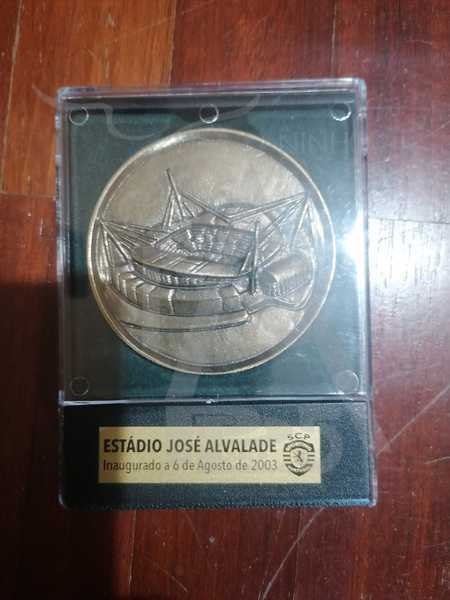 ESTÁDIO JOSÉ ALVALADE
Inaugurado a 6 de Agosto de 2003
SCP